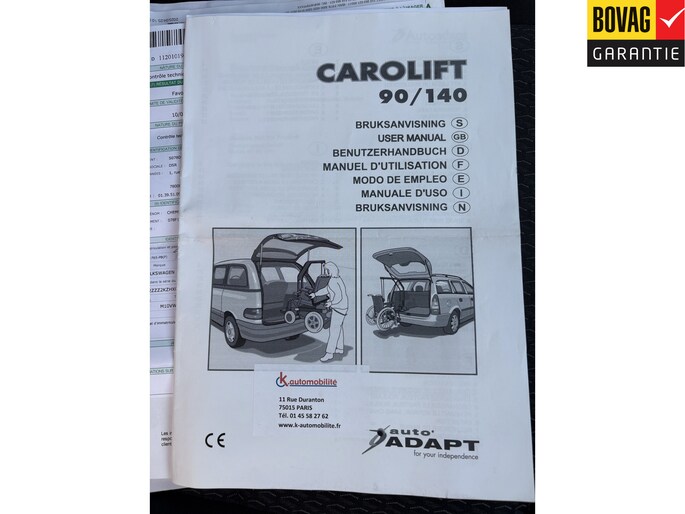 BOVAG
GARANTIE
CAROLIFT
90/140
BRUKSANVISNING S
USER MANUAL GB
BENUTZERHANDBUCH D
MANUEL D'UTILISATION F
MODO DE EMPLEO E
MANUALE D'USO I
BRUKSANVISNING N
K.automobilité
11 Rue Duranton
75015 PARIS
Tél. 01 45 58 27 62
www.k-automobilite.fr
CE
auto'
ADAPT
for your independence